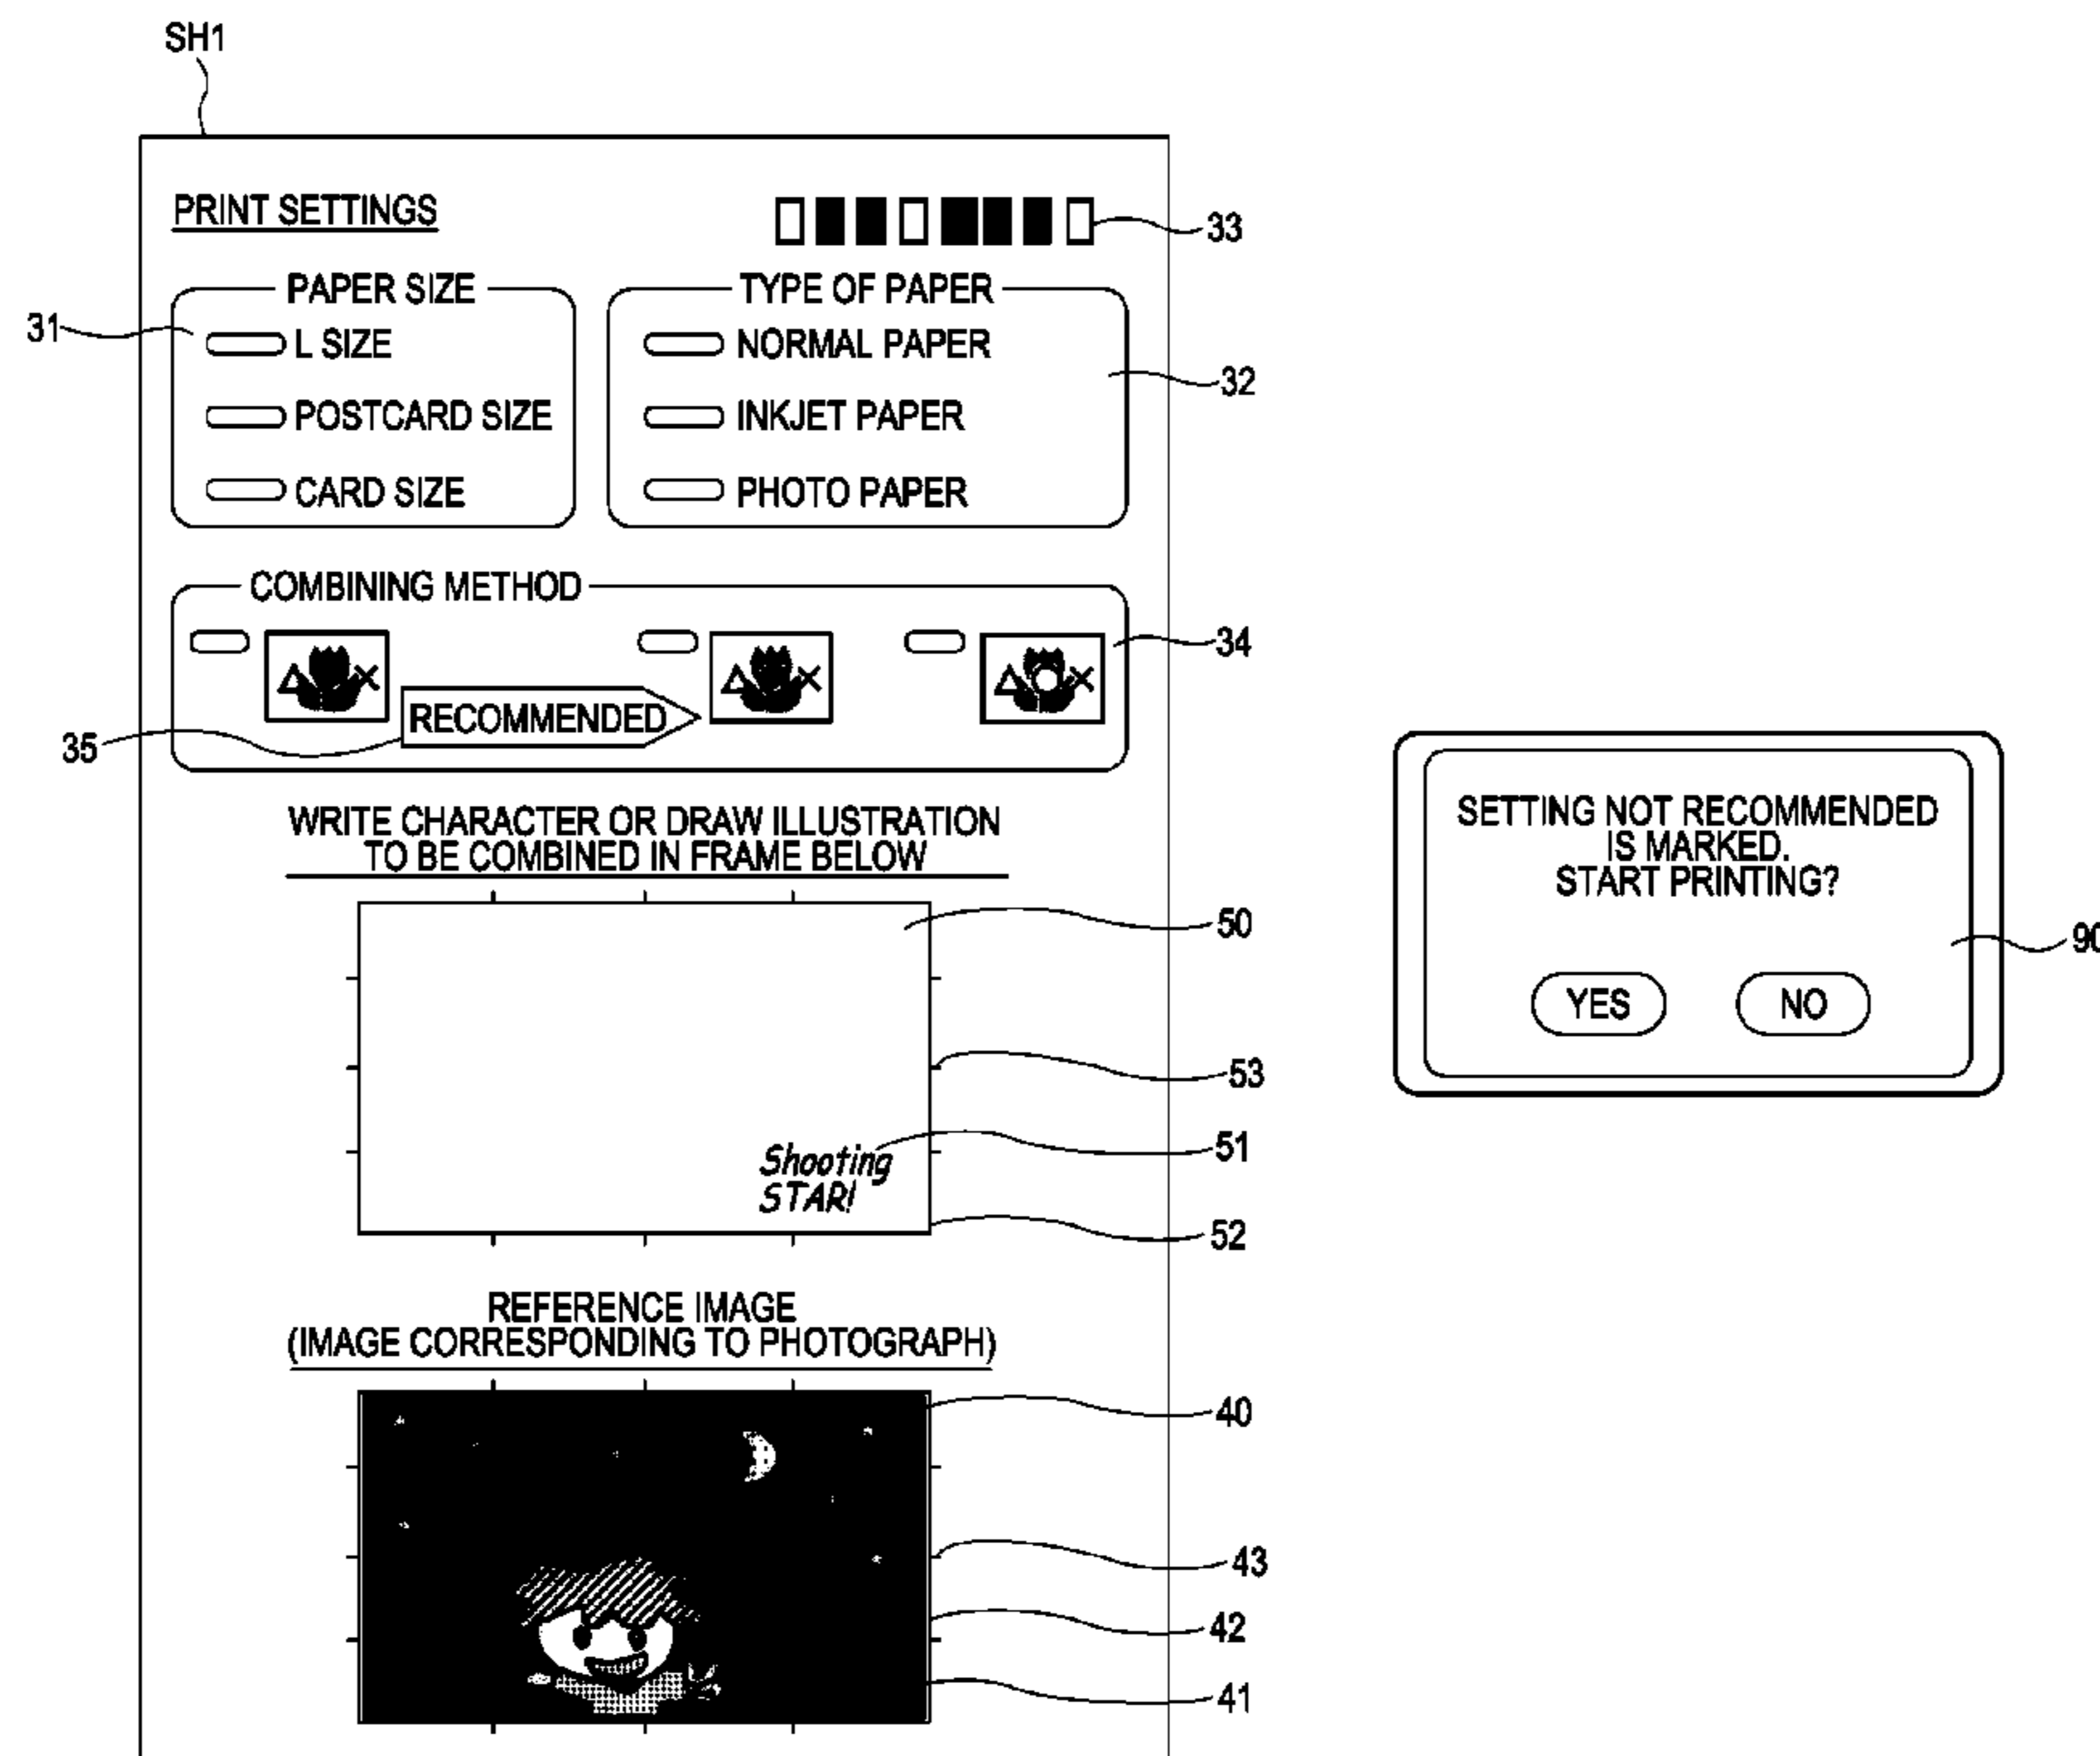 SH1
PRINT SETTINGS
33
PAPER SIZE
TYPE OF PAPER
31
L SIZE
NORMAL PAPER
32
POSTCARD SIZE
INKJET PAPER
CARD SIZE
PHOTO PAPER
COMBINING METHOD
34
RECOMMENDED
35
WRITE CHARACTER OR DRAW ILLUSTRATION
TO BE COMBINED IN FRAME BELOW
50
53
51
Shooting
STAR!
52
REFERENCE IMAGE
(IMAGE CORRESPONDING TO PHOTOGRAPH)
40
43
42
41
SETTING NOT RECOMMENDED
IS MARKED.
START PRINTING?
90
YES
NO